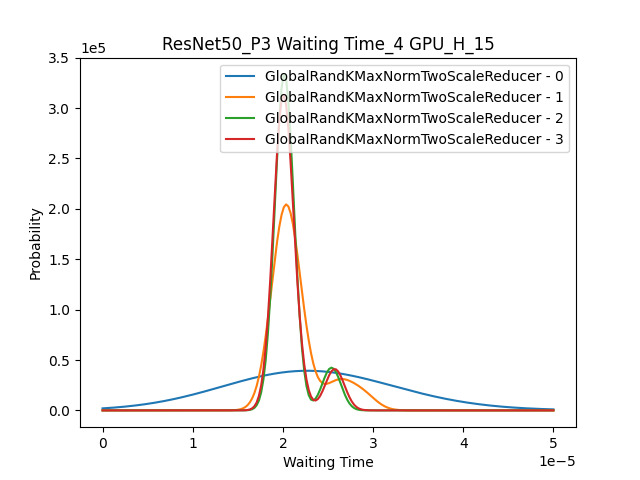 ResNet50_P3 Waiting Time_4 GPU_H_15
1e5
3.5
3.0
2.5
2.0
1.5
1.0
0.5
0.0
Probability
GlobalRandKMaxNormTwoScaleReducer - 0
GlobalRandKMaxNormTwoScaleReducer - 1
GlobalRandKMaxNormTwoScaleReducer - 2
GlobalRandKMaxNormTwoScaleReducer - 3
0 1 2 3 4 5
1e−5
Waiting Time